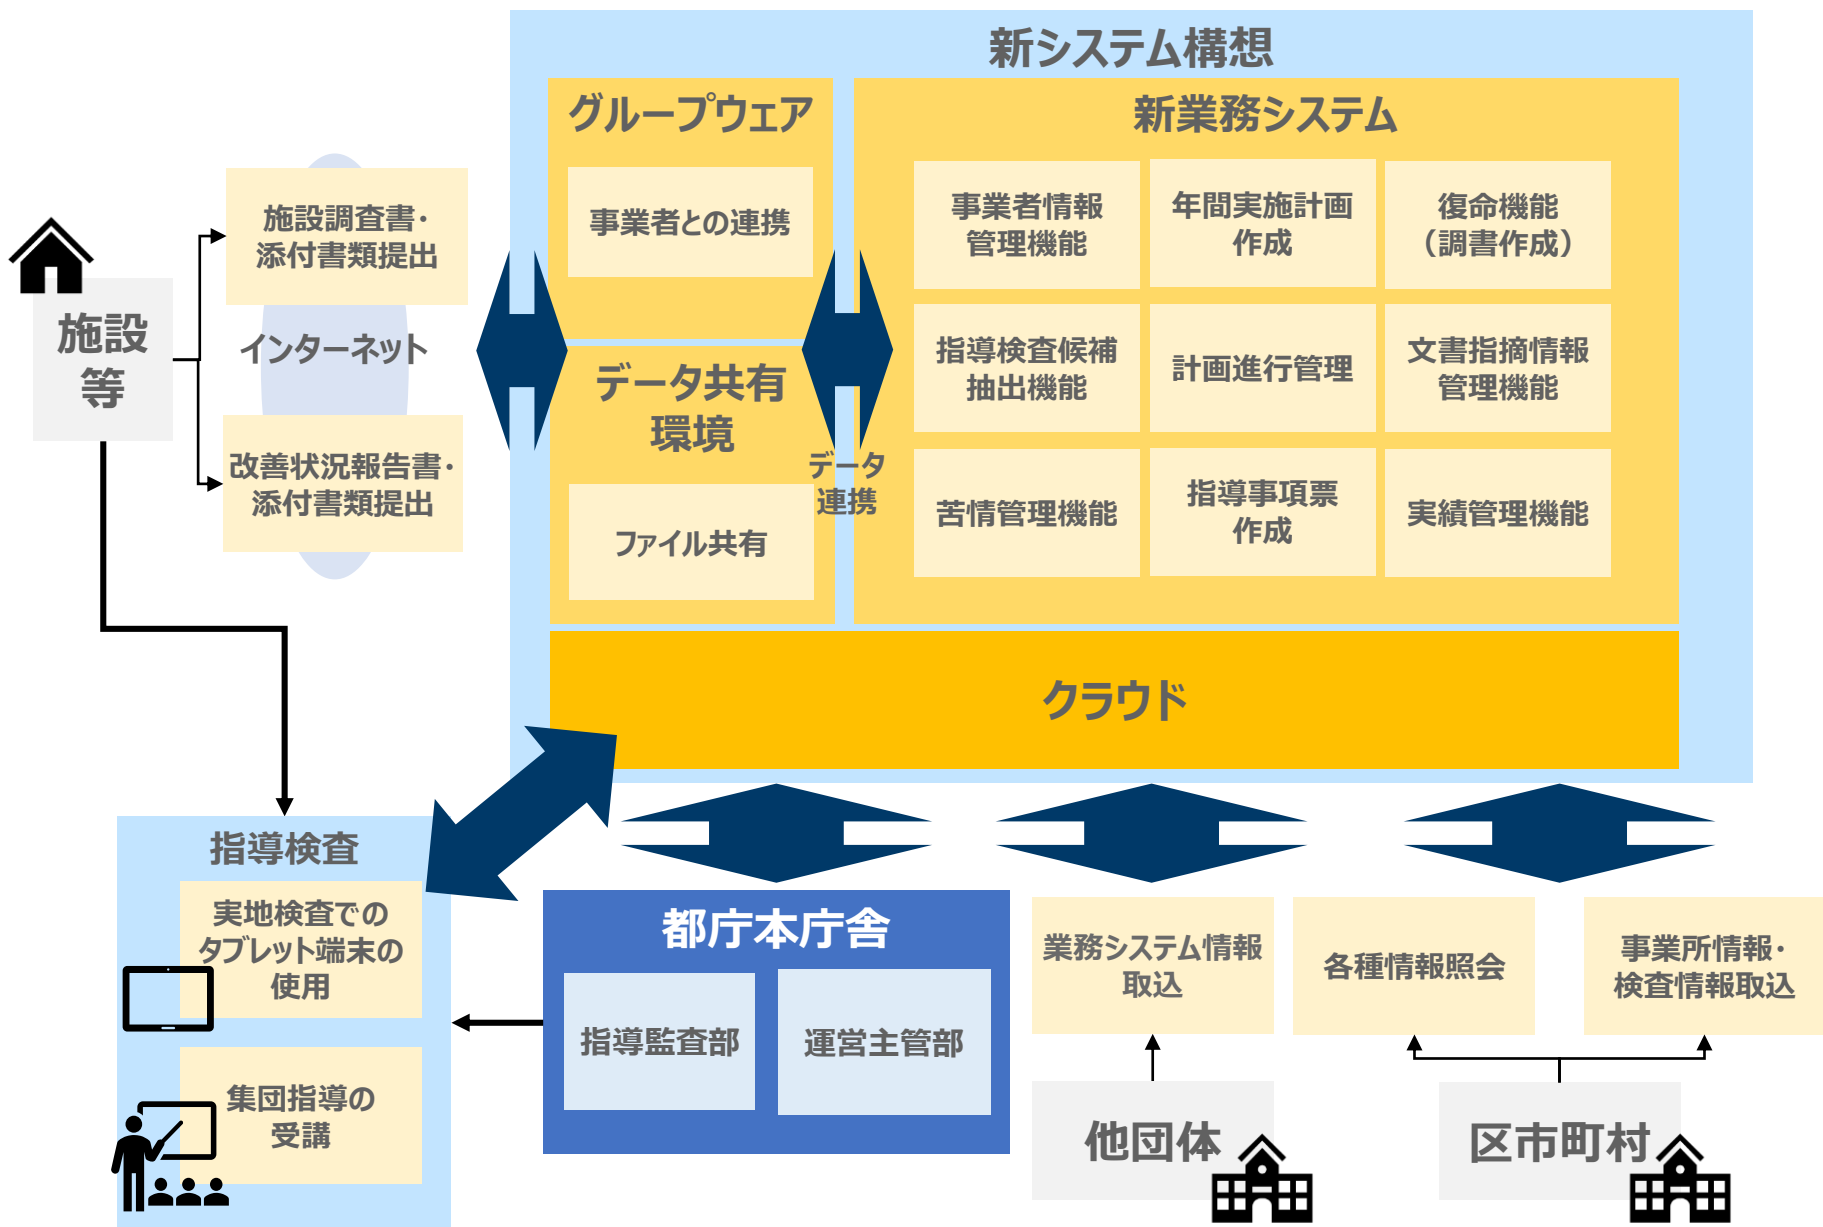 新システム構想
グループウェア
事業者との連携
データ共有
環境
ファイル共有
データ
連携
新業務システム
事業者情報
管理機能
年間実施計画
作成
復命機能
（調書作成）
指導検査候補
抽出機能
計画進行管理
文書指摘情報
管理機能
苦情管理機能
指導事項票
作成
実績管理機能
クラウド
施設
等
施設調査書・
添付書類提出
インターネット
改善状況報告書・
添付書類提出
指導検査
実地検査での
タブレット端末の
使用
集団指導の
受講
都庁本庁舎
指導監査部
運営主管部
業務システム情報
取込
他団体
各種情報照会
事業所情報・
検査情報取込
区市町村